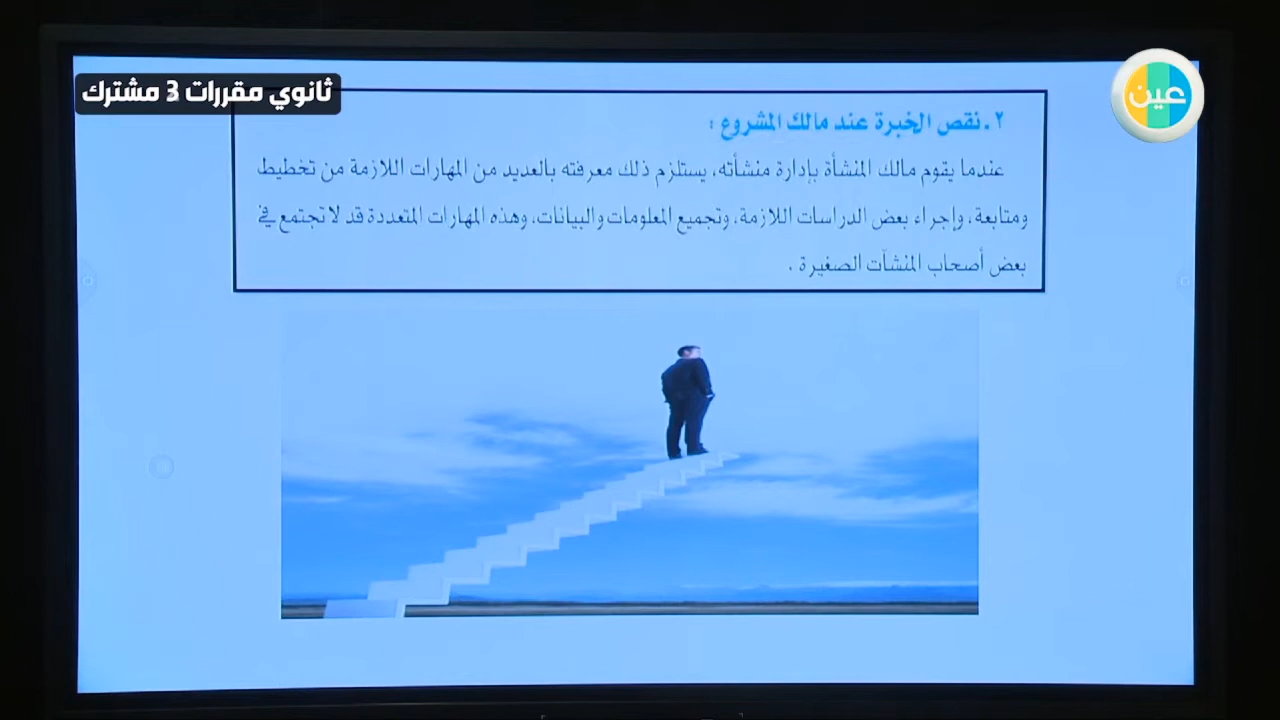 ثانوي مقررات 3 مشترك
عين
٢. نقص الخبرة عند مالك المشروع :
عندما يقوم مالك المنشأة بإدارة منشأته، يستلزم ذلك معرفته بالعديد من المهارات اللازمة من تخطيط
ومتابعة، وإجراء بعض الدراسات اللازمة، وتجميع المعلومات والبيانات، وهذه المهارات المتعددة قد لا تجتمع في
بعض أصحاب المنشآت الصغيرة .